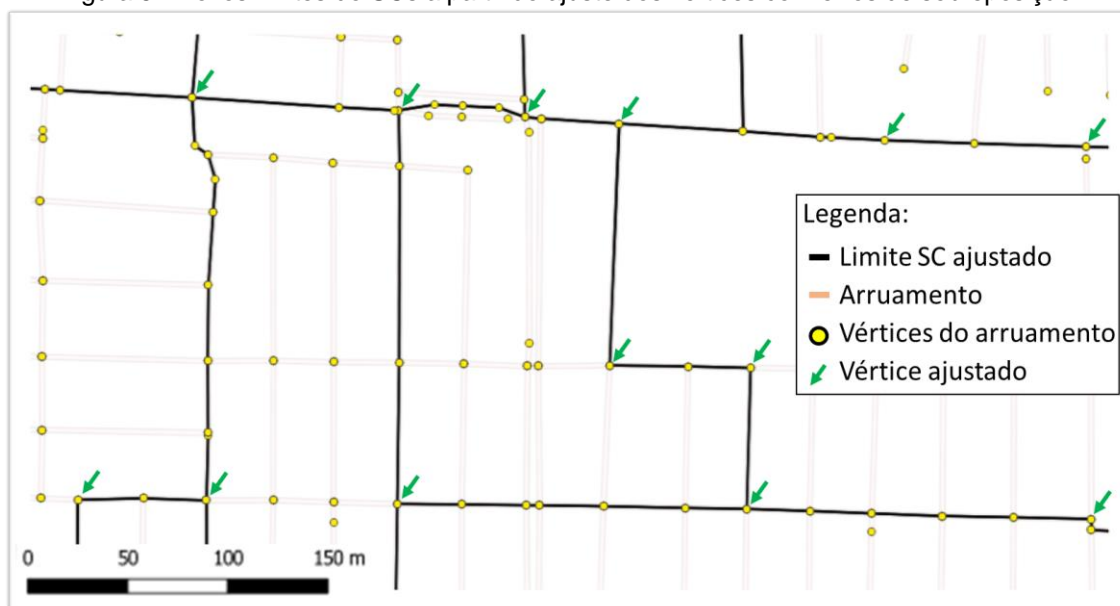 Legenda:
Limite SC ajustado
Arruamento
Vértices do arruamento
Vértice ajustado
0 50 100 150 m